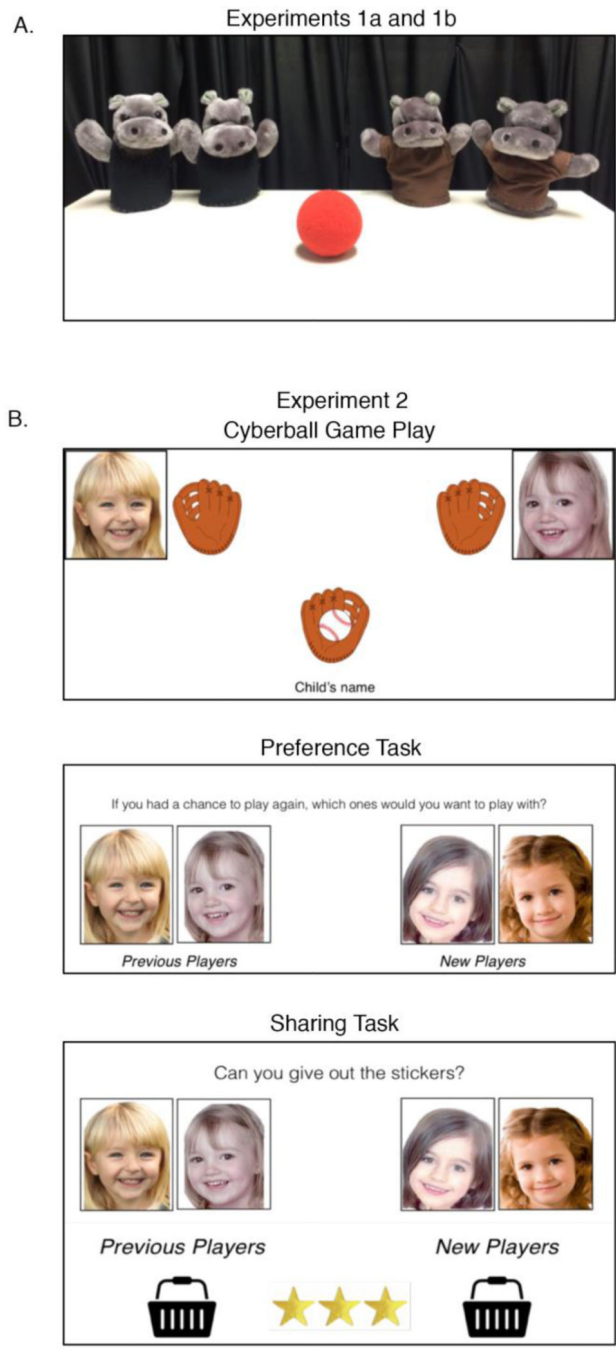 A.
Experiments 1a and 1b
B.
Experiment 2
Cyberball Game Play
Child's name
Preference Task
If you had a chance to play again, which ones would you want to play with?
Previous Players
New Players
Sharing Task
Can you give out the stickers?
Previous Players
New Players